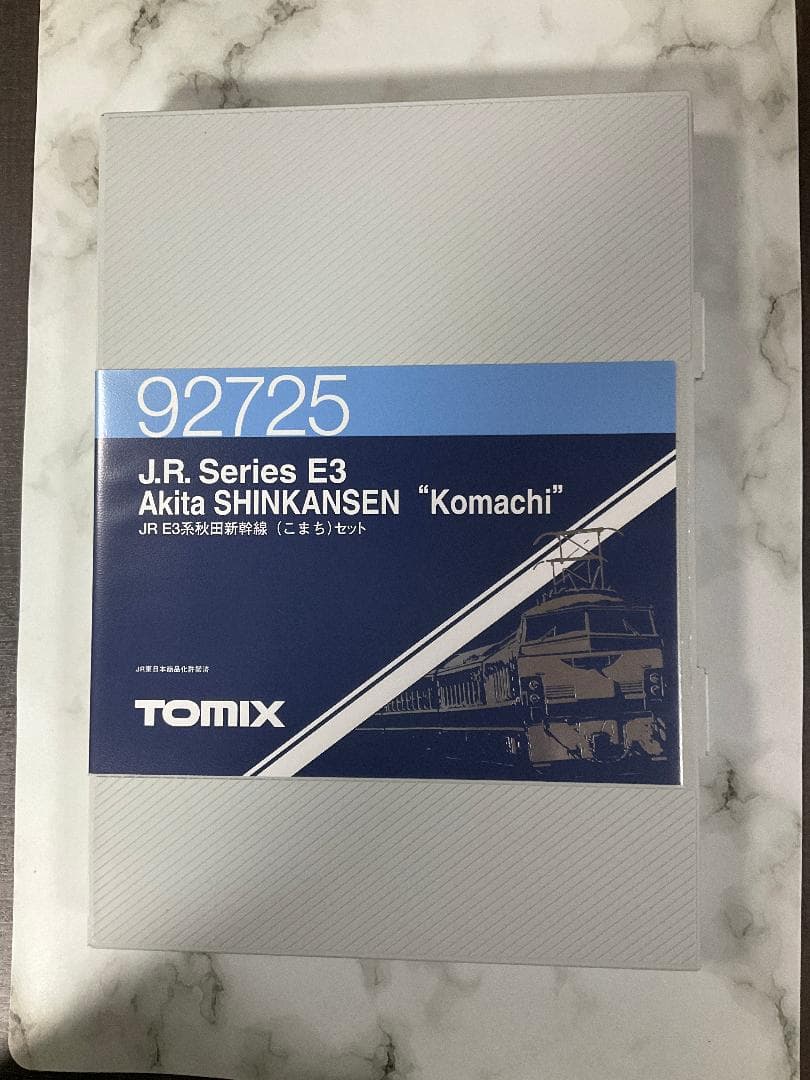 92725
J.R. Series E3
Akita SHINKANSEN “Komachi”
JR E3系秋田新幹線（こまち）セット
JR東日本商品化許諾済
TOMIX